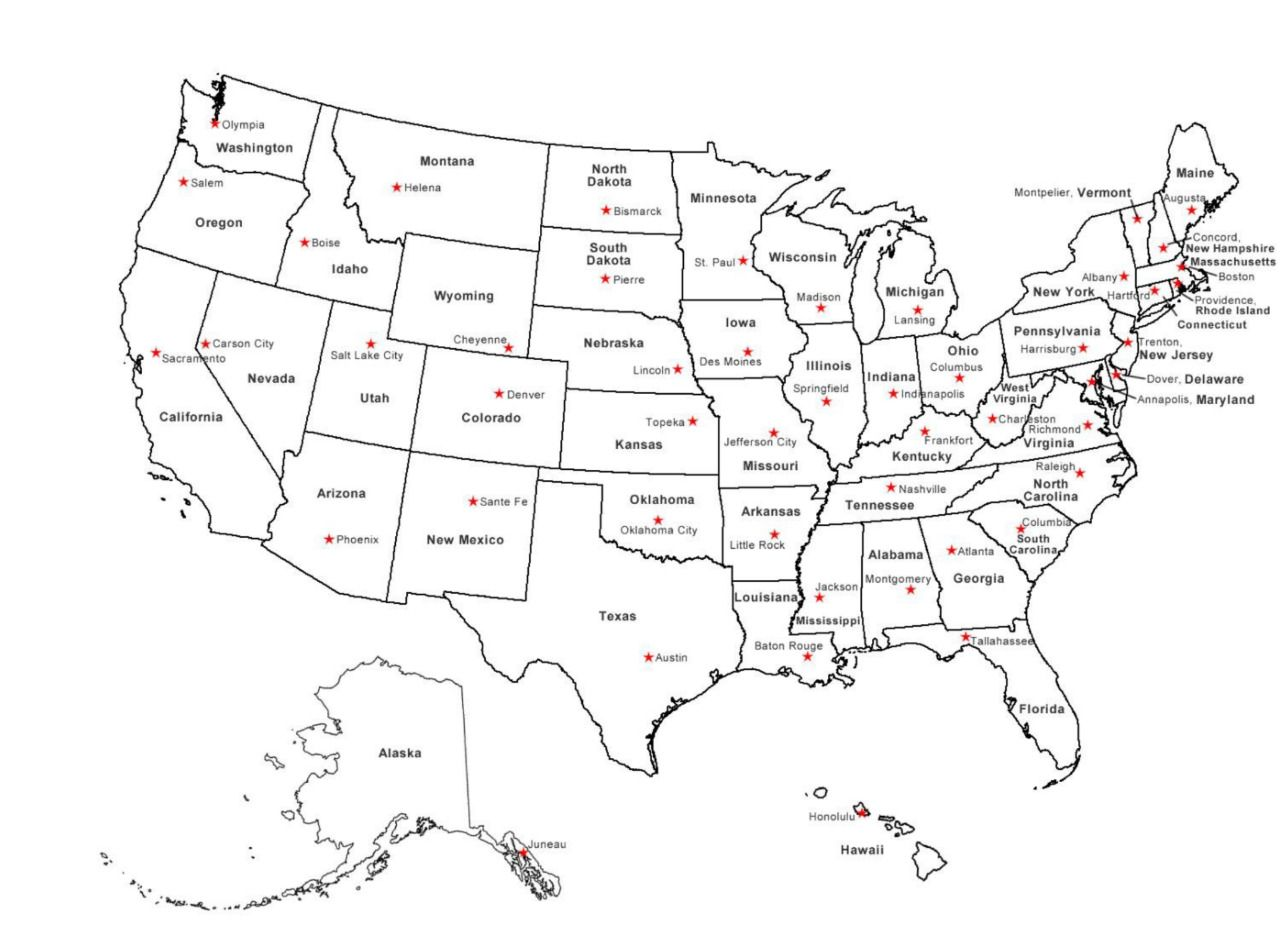 Olympia
Washington
Salem
Oregon
Montana
Helena
Boise
Idaho
North
Dakota
Bismarck
South
Dakota
Pierre
Minnesota
St. Paul
Wisconsin
Madison
Michigan
Lansing
Maine
Augusta
Montpelier, Vermont
Concord,
New Hampshire
Massachusetts
Boston
Albany
New York
Hartford
Providence,
Rhode Island
Connecticut
Wyoming
Cheyenne
Nebraska
Lincoln
Iowa
Des Moines
Carson City
Sacramento
Nevada
California
Salt Lake City
Utah
Denver
Colorado
Topeka
Kansas
Jefferson City
Missouri
Illinois
Springfield
Indiana
Indianapolis
Ohio
Columbus
Pennsylvania
Harrisburg
Trenton,
New Jersey
Dover, Delaware
Annapolis, Maryland
West
Virginia
Charleston
Richmond
Virginia
Frankfort
Kentucky
Arizona
Phoenix
Sante Fe
New Mexico
Oklahoma
Oklahoma City
Arkansas
Little Rock
Nashville
Tennessee
Raleigh
North
Carolina
Columbia
South
Carolina
Alabama
Montgomery
Atlanta
Georgia
Texas
Austin
Louisiana
Baton Rouge
Jackson
Mississippi
Tallahassee
Florida
Alaska
Juneau
Honolulu
Hawaii